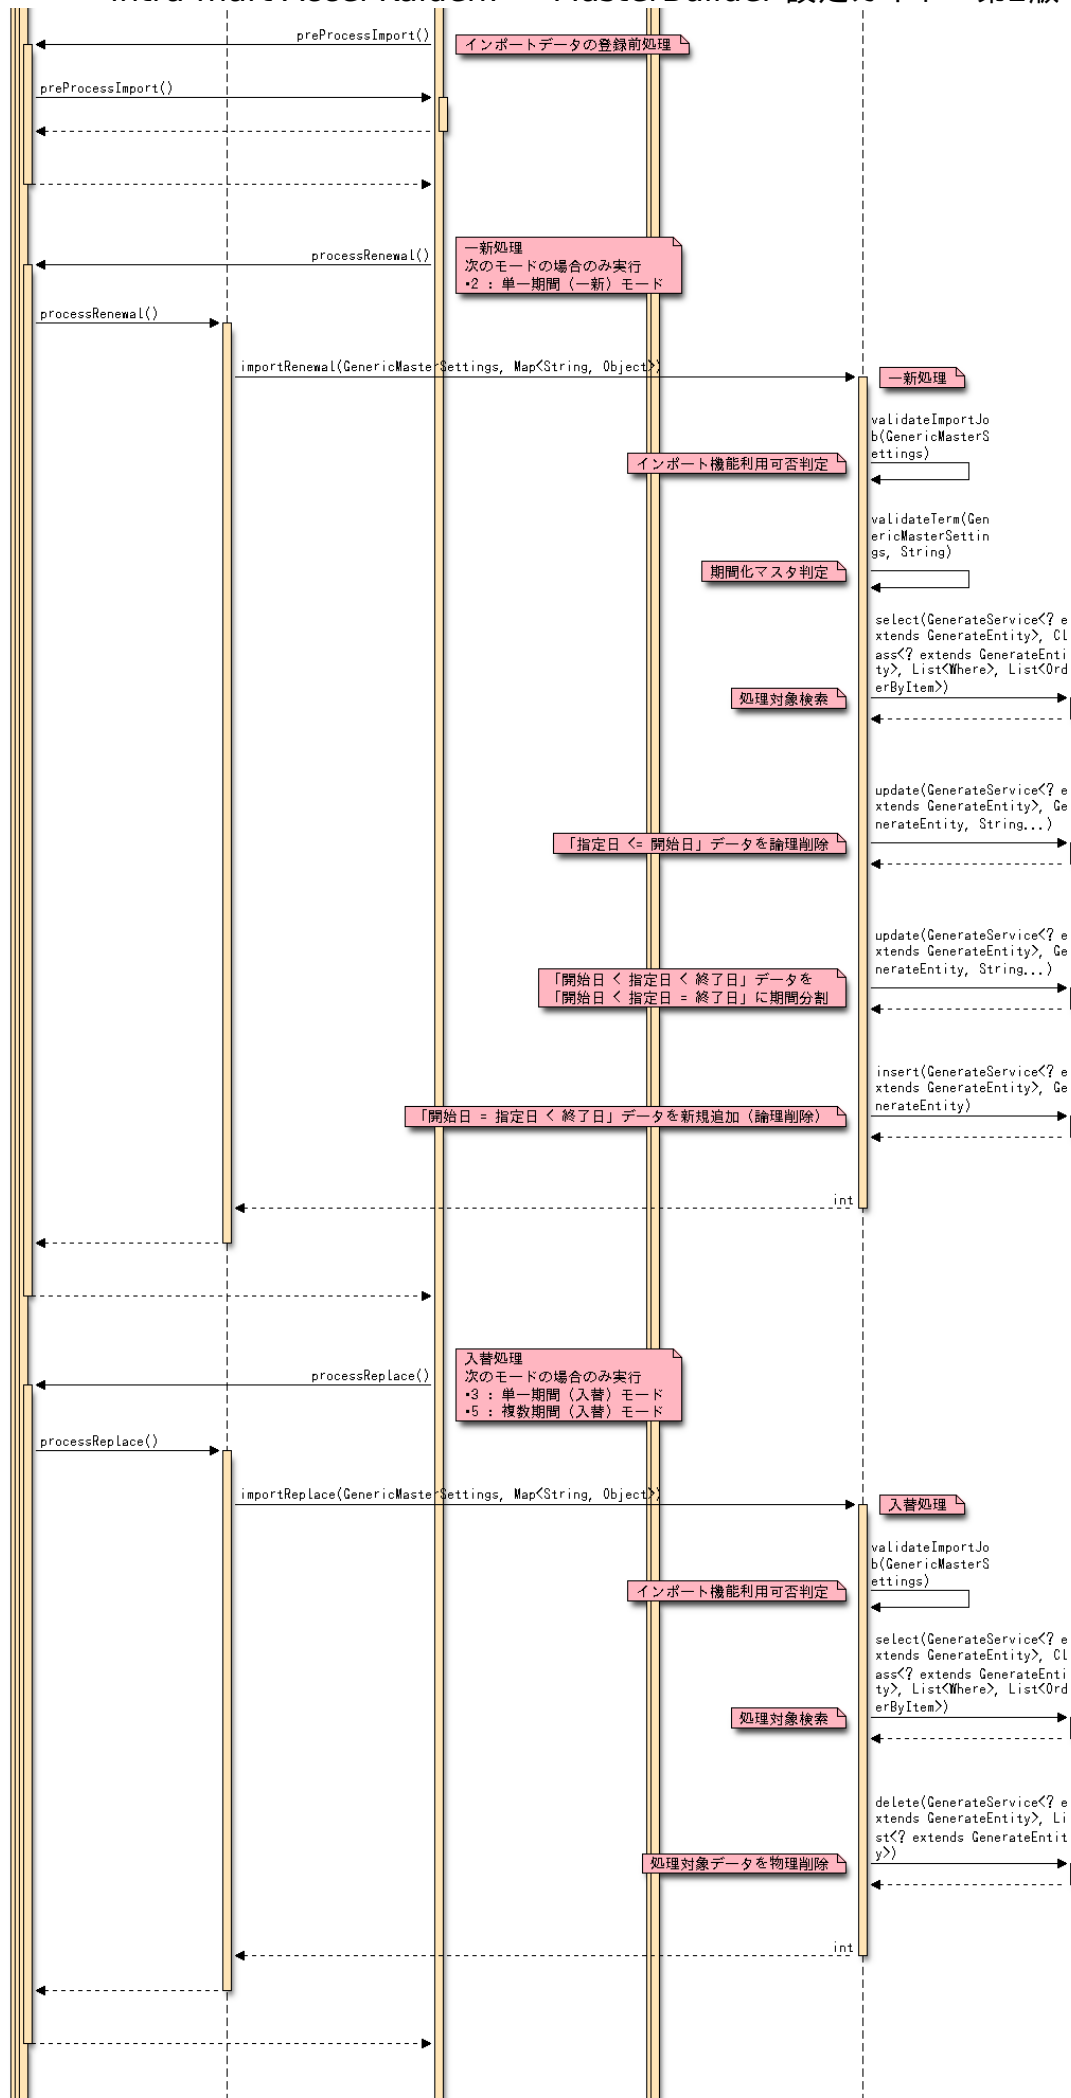 preProcessImport()
インポートデータの登録前処理
preProcessImport()
processRenewal()
一新処理
次のモードの場合のみ実行
・2 : 単一期間（一新）モード
processRenewal()
importRenewal(GenericMasterSettings, Map<String, Object>)
一新処理
validateImportJo
b(GenericMasterS
ettings)
インポート機能利用可否判定
validateTerm(Gen
ericMasterSettin
gs, String)
期間化マスタ判定
select(GenerateService<? e
xtends GenerateEntity>, Cl
ass<? extends GenerateEnti
ty>, List<Where>, List<Ord
erByItem>)
処理対象検索
update(GenerateService<? e
xtends GenerateEntity>, Ge
nerateEntity, String...)
「指定日 <= 開始日」データを論理削除
update(GenerateService<? e
xtends GenerateEntity>, Ge
nerateEntity, String...)
「開始日 < 指定日 < 終了日」データを
「開始日 < 指定日 = 終了日」に期間分割
insert(GenerateService<? e
xtends GenerateEntity>, Ge
nerateEntity)
「開始日 = 指定日 < 終了日」データを新規追加（論理削除）
int
processReplace()
入替処理
次のモードの場合のみ実行
・3 : 単一期間（入替）モード
・5 : 複数期間（入替）モード
processReplace()
importReplace(GenericMasterSettings, Map<String, Object>)
入替処理
validateImportJo
b(GenericMasterS
ettings)
インポート機能利用可否判定
select(GenerateService<? e
xtends GenerateEntity>, Cl
ass<? extends GenerateEnti
ty>, List<Where>, List<Ord
erByItem>)
処理対象検索
delete(GenerateService<? e
xtends GenerateEntity>, Li
st<? extends GenerateEntit
y>)
処理対象データを物理削除
int